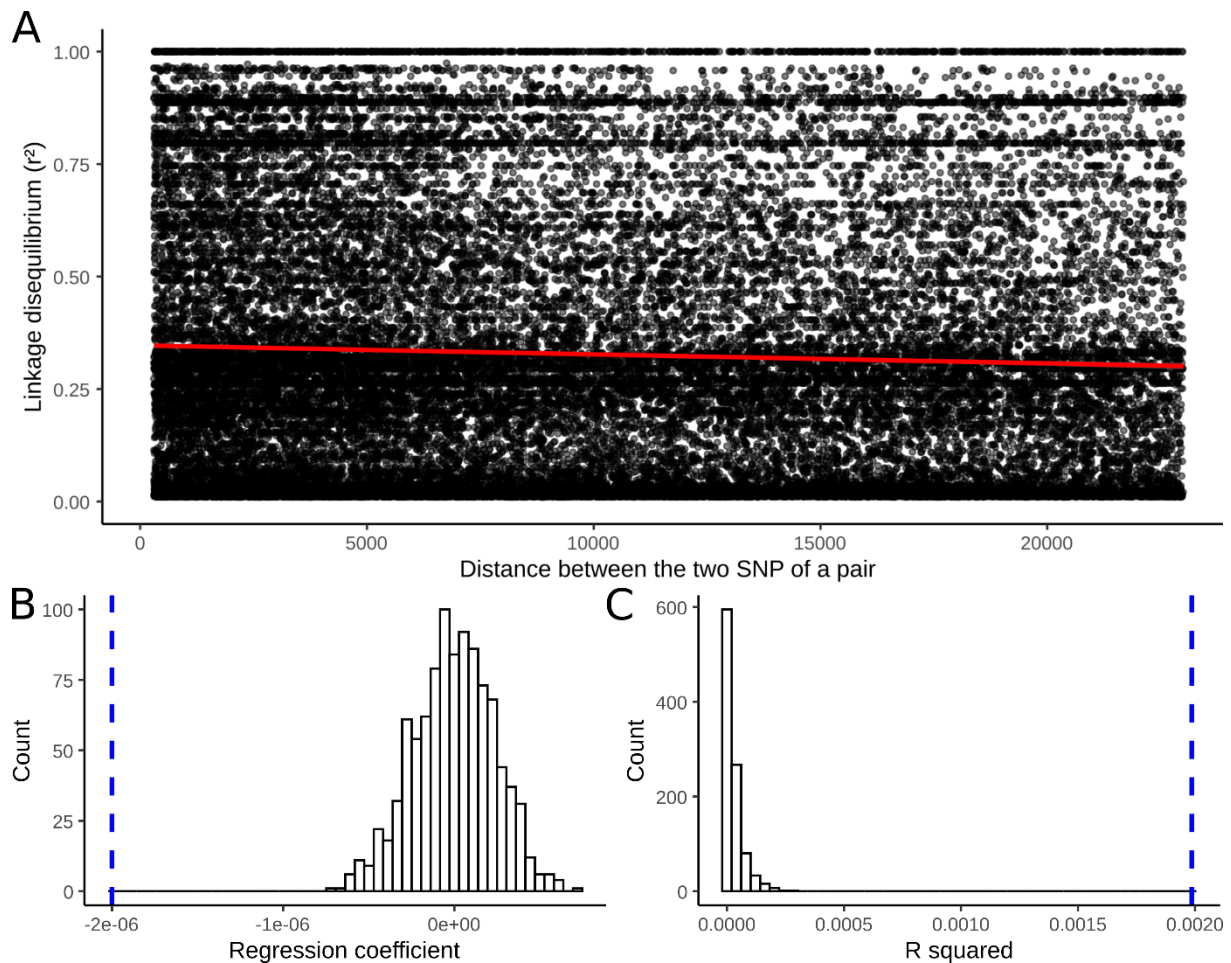 A
1.00
0.75
0.50
0.25
0.00
Linkage disequilibrium (r²)
0 5000 10000 15000 20000
Distance between the two SNP of a pair
B
100
75
50
25
0
Count
-2e-06 -1e-06 0e+00
Regression coefficient
C
600
400
200
0
Count
0.0000 0.0005 0.0010 0.0015 0.0020
R squared